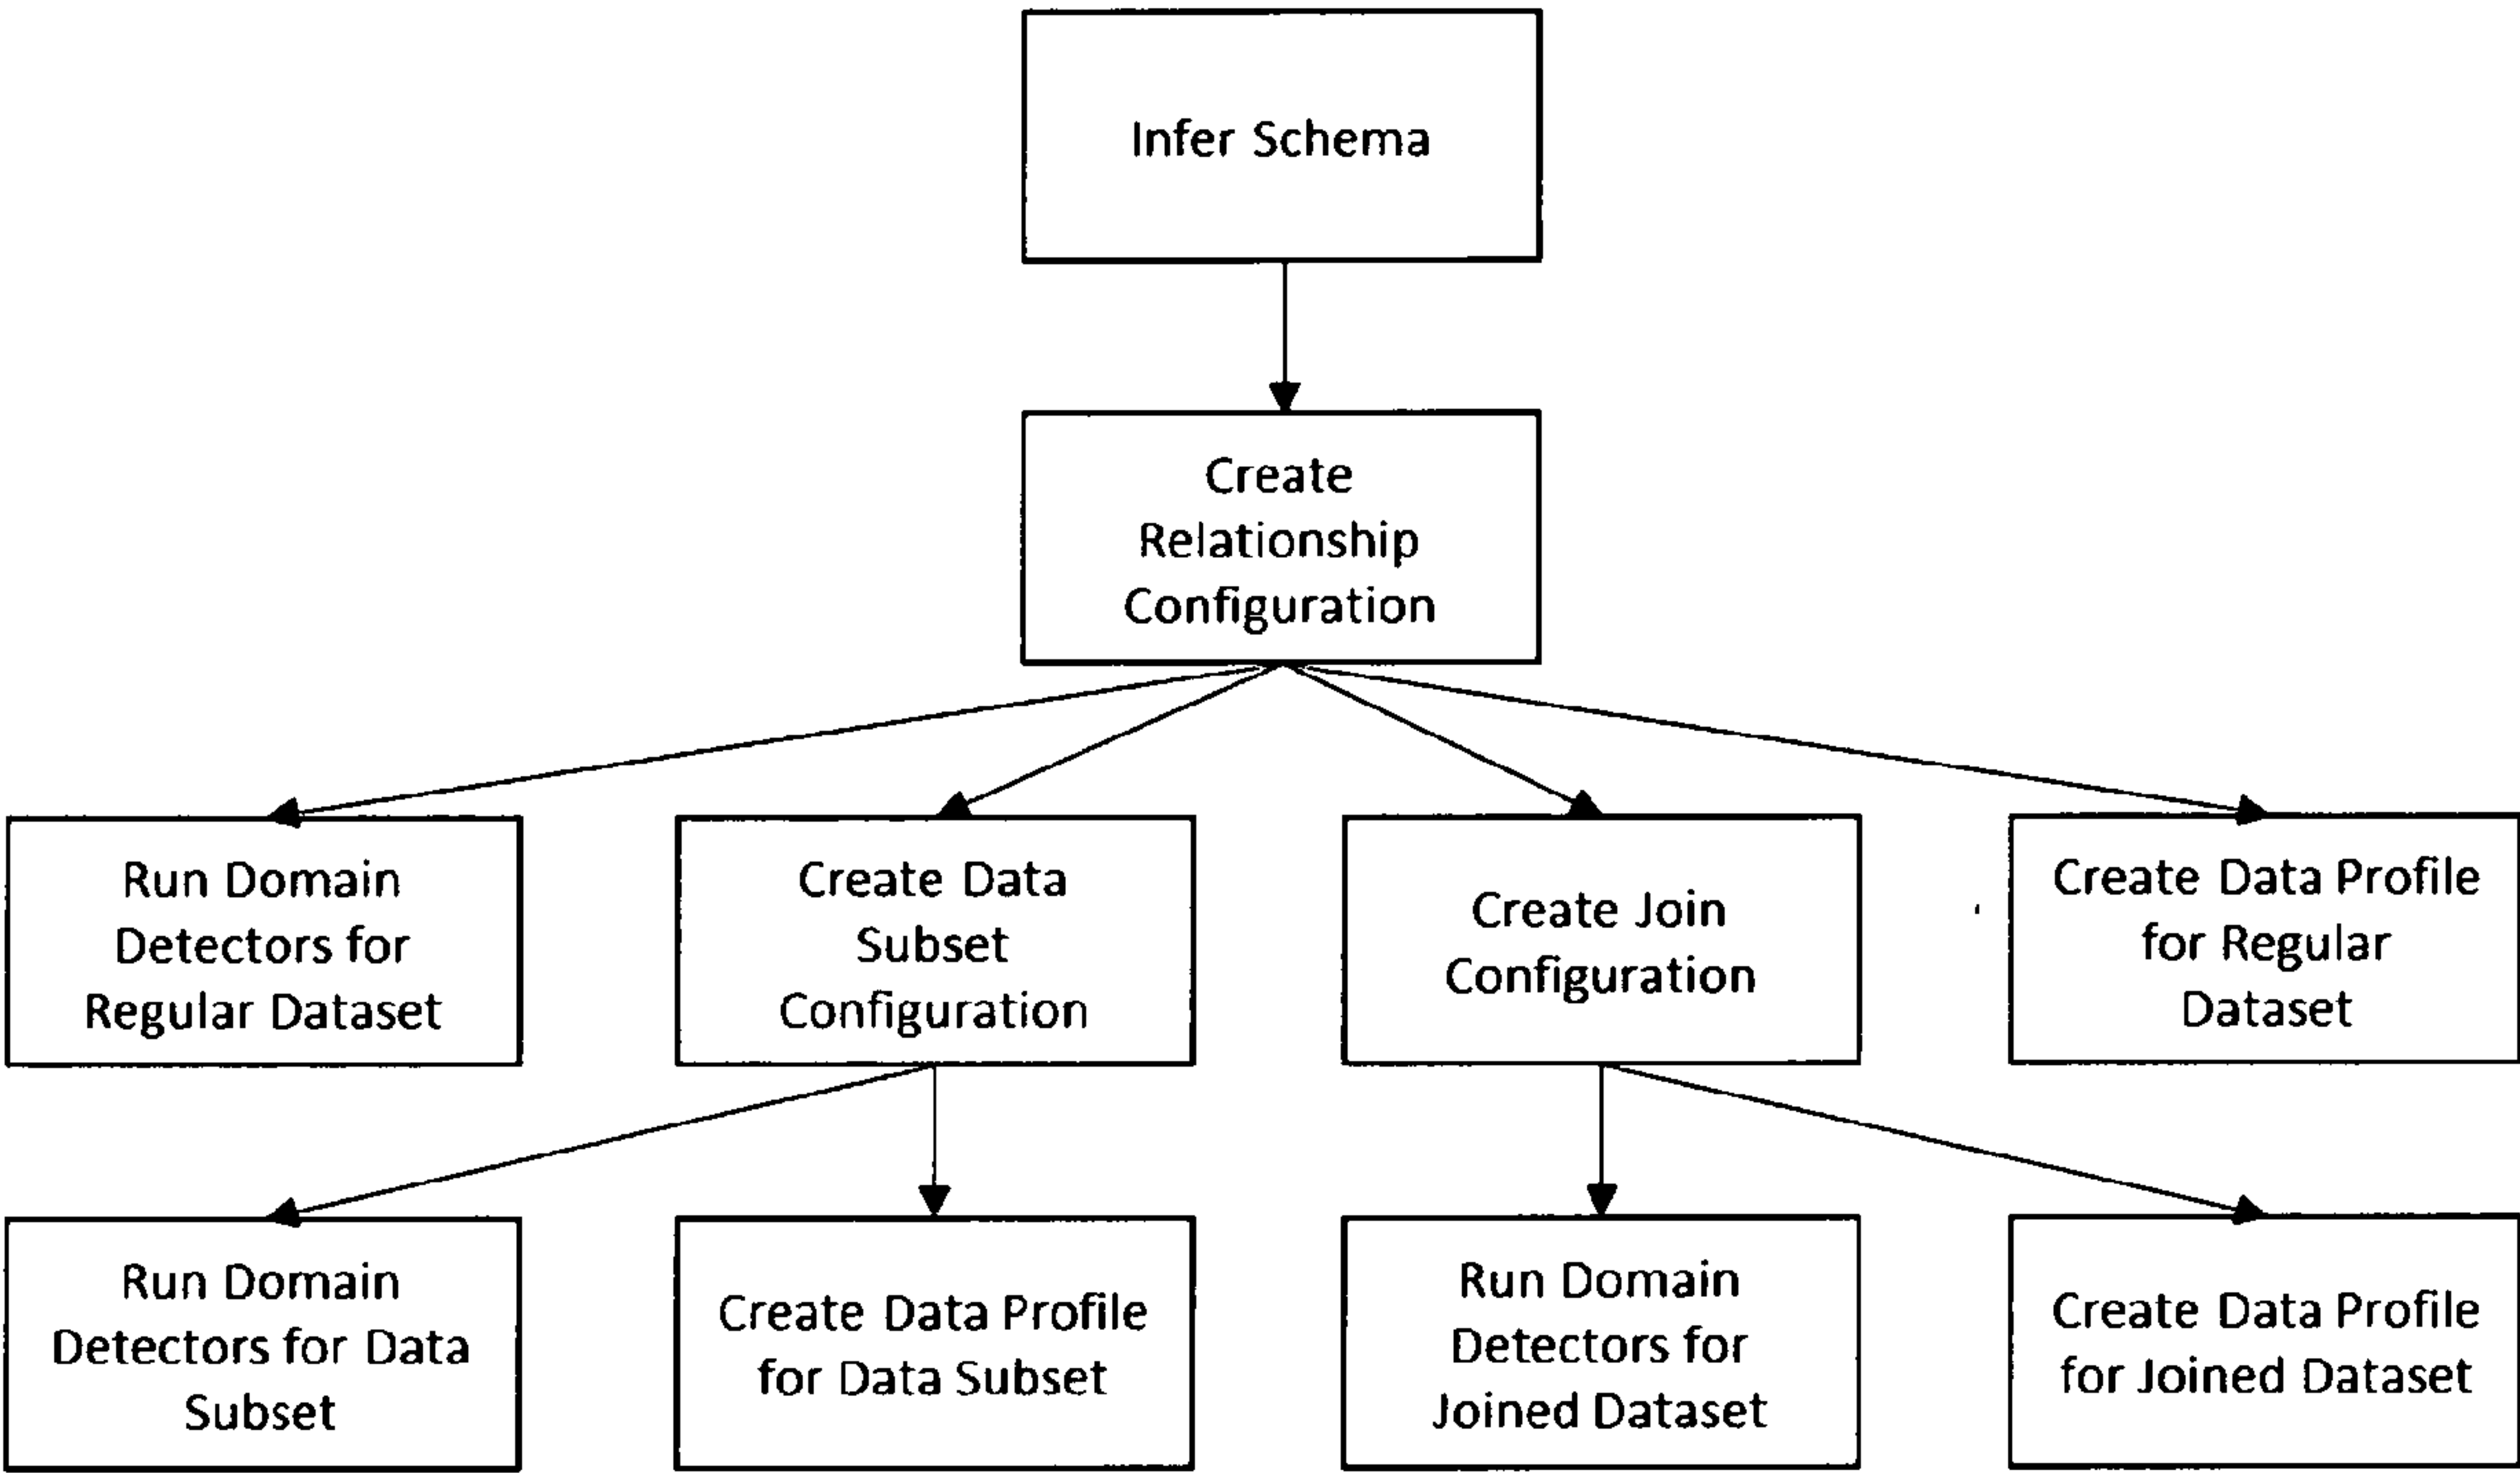 Infer Schema
Create
Relationship
Configuration
Run Domain
Detectors for
Regular Dataset
Create Data
Subset
Configuration
Create Join
Configuration
Create Data Profile
for Regular
Dataset
Run Domain
Detectors for Data
Subset
Create Data Profile
for Data Subset
Run Domain
Detectors for
Joined Dataset
Create Data Profile
for Joined Dataset